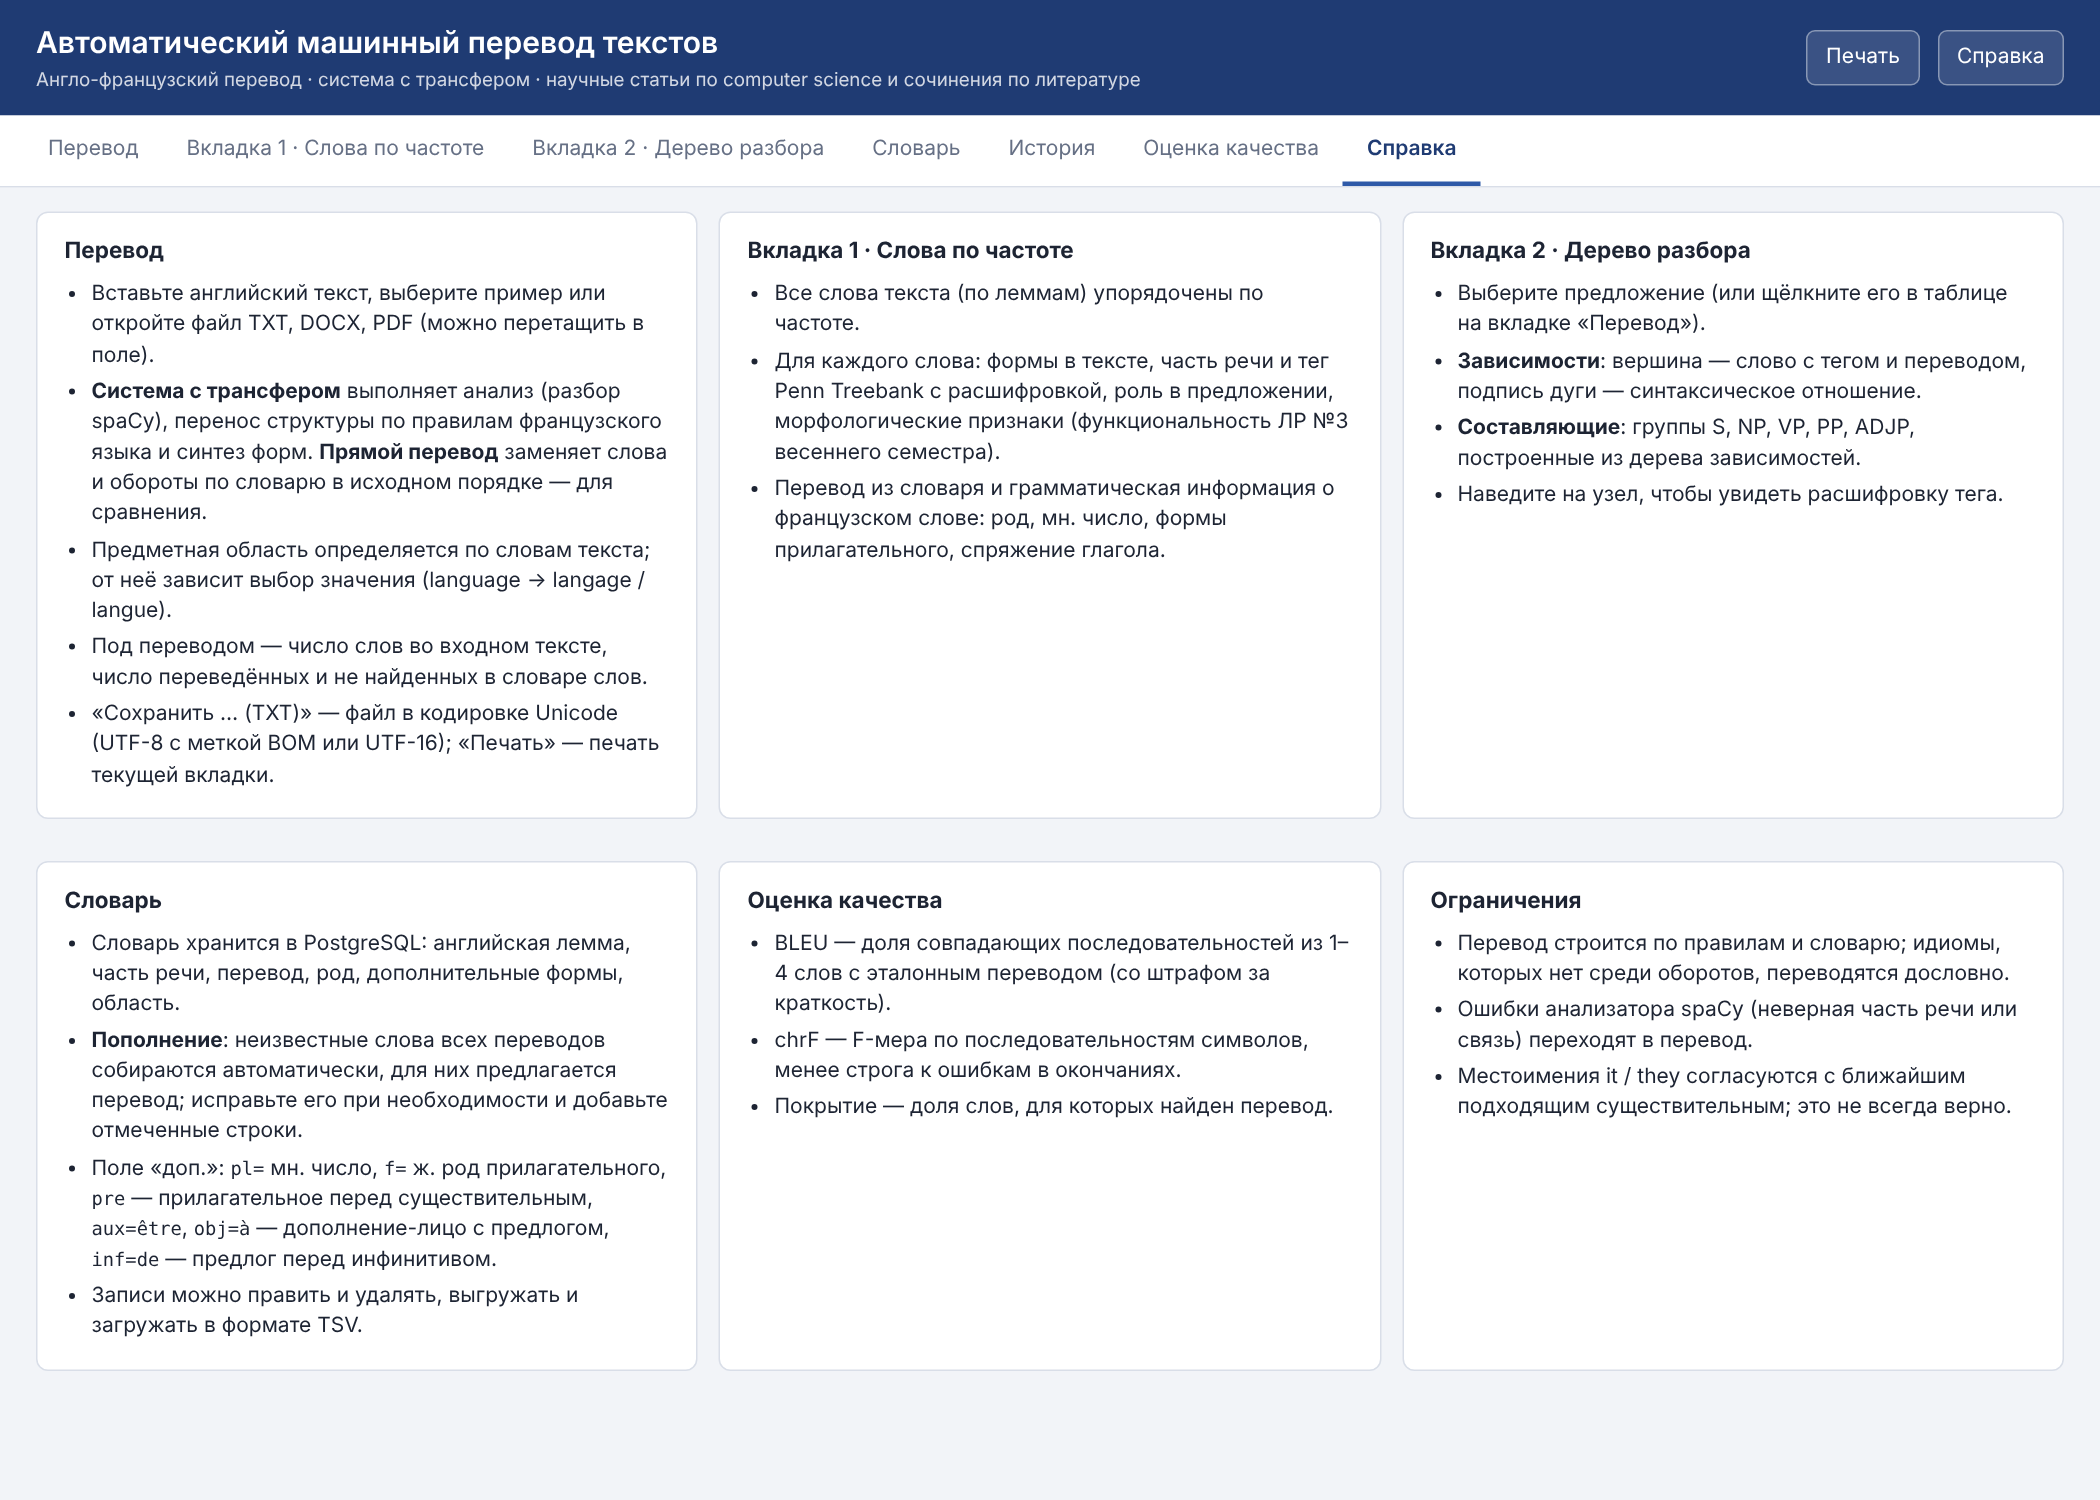 Автоматический машинный перевод текстов
Англо-французский перевод · система с трансфером · научные статьи по computer science и сочинения по литературе
Печать
Справка
Перевод
Вкладка 1 · Слова по частоте
Вкладка 2 · Дерево разбора
Словарь
История
Оценка качества
Справка
Перевод
• Вставьте английский текст, выберите пример или
откройте файл TXT, DOCX, PDF (можно перетащить в
поле).
• Система с трансфером выполняет анализ (разбор
spaCy), перенос структуры по правилам французского
языка и синтез форм. Прямой перевод заменяет слова
и обороты по словарю в исходном порядке — для
сравнения.
• Предметная область определяется по словам текста;
от неё зависит выбор значения (language → langage /
langue).
• Под переводом — число слов во входном тексте,
число переведённых и не найденных в словаре слов.
• «Сохранить ... (TXT)» — файл в кодировке Unicode
(UTF-8 с меткой BOM или UTF-16); «Печать» — печать
текущей вкладки.
Вкладка 1 · Слова по частоте
• Все слова текста (по леммам) упорядочены по
частоте.
• Для каждого слова: формы в тексте, часть речи и тег
Penn Treebank с расшифровкой, роль в предложении,
морфологические признаки (функциональность ЛР №3
весеннего семестра).
• Перевод из словаря и грамматическая информация о
французском слове: род, мн. число, формы
прилагательного, спряжение глагола.
Вкладка 2 · Дерево разбора
• Выберите предложение (или щёлкните его в таблице
на вкладке «Перевод»).
• Зависимости: вершина — слово с тегом и переводом,
подпись дуги — синтаксическое отношение.
• Составляющие: группы S, NP, VP, PP, ADJP,
построенные из дерева зависимостей.
• Наведите на узел, чтобы увидеть расшифровку тега.
Словарь
• Словарь хранится в PostgreSQL: английская лемма,
часть речи, перевод, род, дополнительные формы,
область.
• Пополнение: неизвестные слова всех переводов
собираются автоматически, для них предлагается
перевод; исправьте его при необходимости и добавьте
отмеченные строки.
• Поле «доп.»: pl= мн. число, f= ж. род прилагательного,
pre — прилагательное перед существительным,
aux=être, obj=à — дополнение-лицо с предлогом,
inf=de — предлог перед инфинитивом.
• Записи можно править и удалять, выгружать и
загружать в формате TSV.
Оценка качества
• BLEU — доля совпадающих последовательностей из 1–
4 слов с эталонным переводом (со штрафом за
краткость).
• chrF — F-мера по последовательностям символов,
менее строга к ошибкам в окончаниях.
• Покрытие — доля слов, для которых найден перевод.
Ограничения
• Перевод строится по правилам и словарю; идиомы,
которых нет среди оборотов, переводятся дословно.
• Ошибки анализатора spaCy (неверная часть речи или
связь) переходят в перевод.
• Местоимения it / they согласуются с ближайшим
подходящим существительным; это не всегда верно.